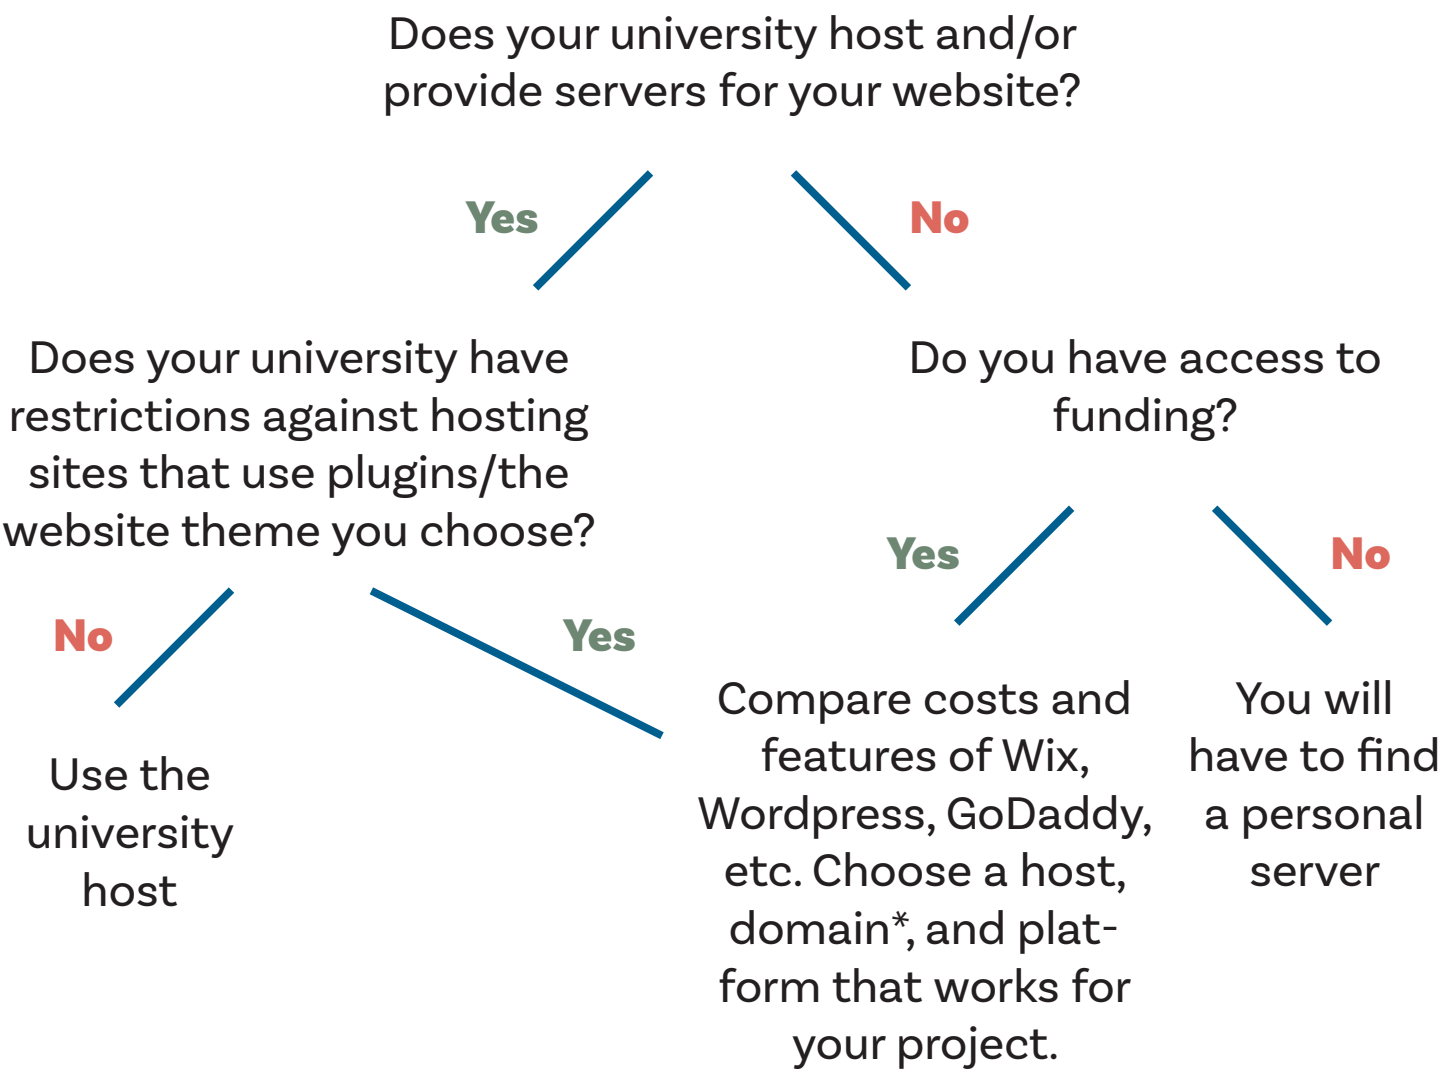 Does your university host and/or
provide servers for your website?
Yes
No
Does your university have
restrictions against hosting
sites that use plugins/the
website theme you choose?
Do you have access to
funding?
No
Yes
Yes
No
Use the
university
host
Compare costs and
features of Wix,
Wordpress, GoDaddy,
etc. Choose a host,
domain*, and plat-
form that works for
your project.
You will
have to find
a personal
server